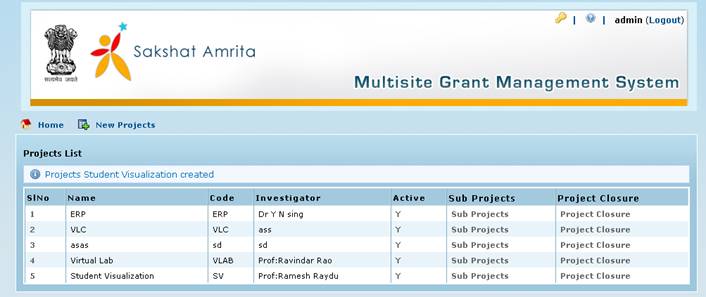 admin (Logout)
Sakshat Amrita
सत्यमेव जयते
Multisite Grant Management System
Home New Projects
Projects List
Projects Student Visualization created
SlNo Name Code Investigator Active Sub Projects Project Closure
1 ERP ERP Dr Y N sing Y Sub Projects Project Closure
2 VLC VLC ass Y Sub Projects Project Closure
3 asas sd sd Y Sub Projects Project Closure
4 Virtual Lab VLAB Prof:Ravindar Rao Y Sub Projects Project Closure
5 Student Visualization SV Prof:Ramesh Raydu Y Sub Projects Project Closure